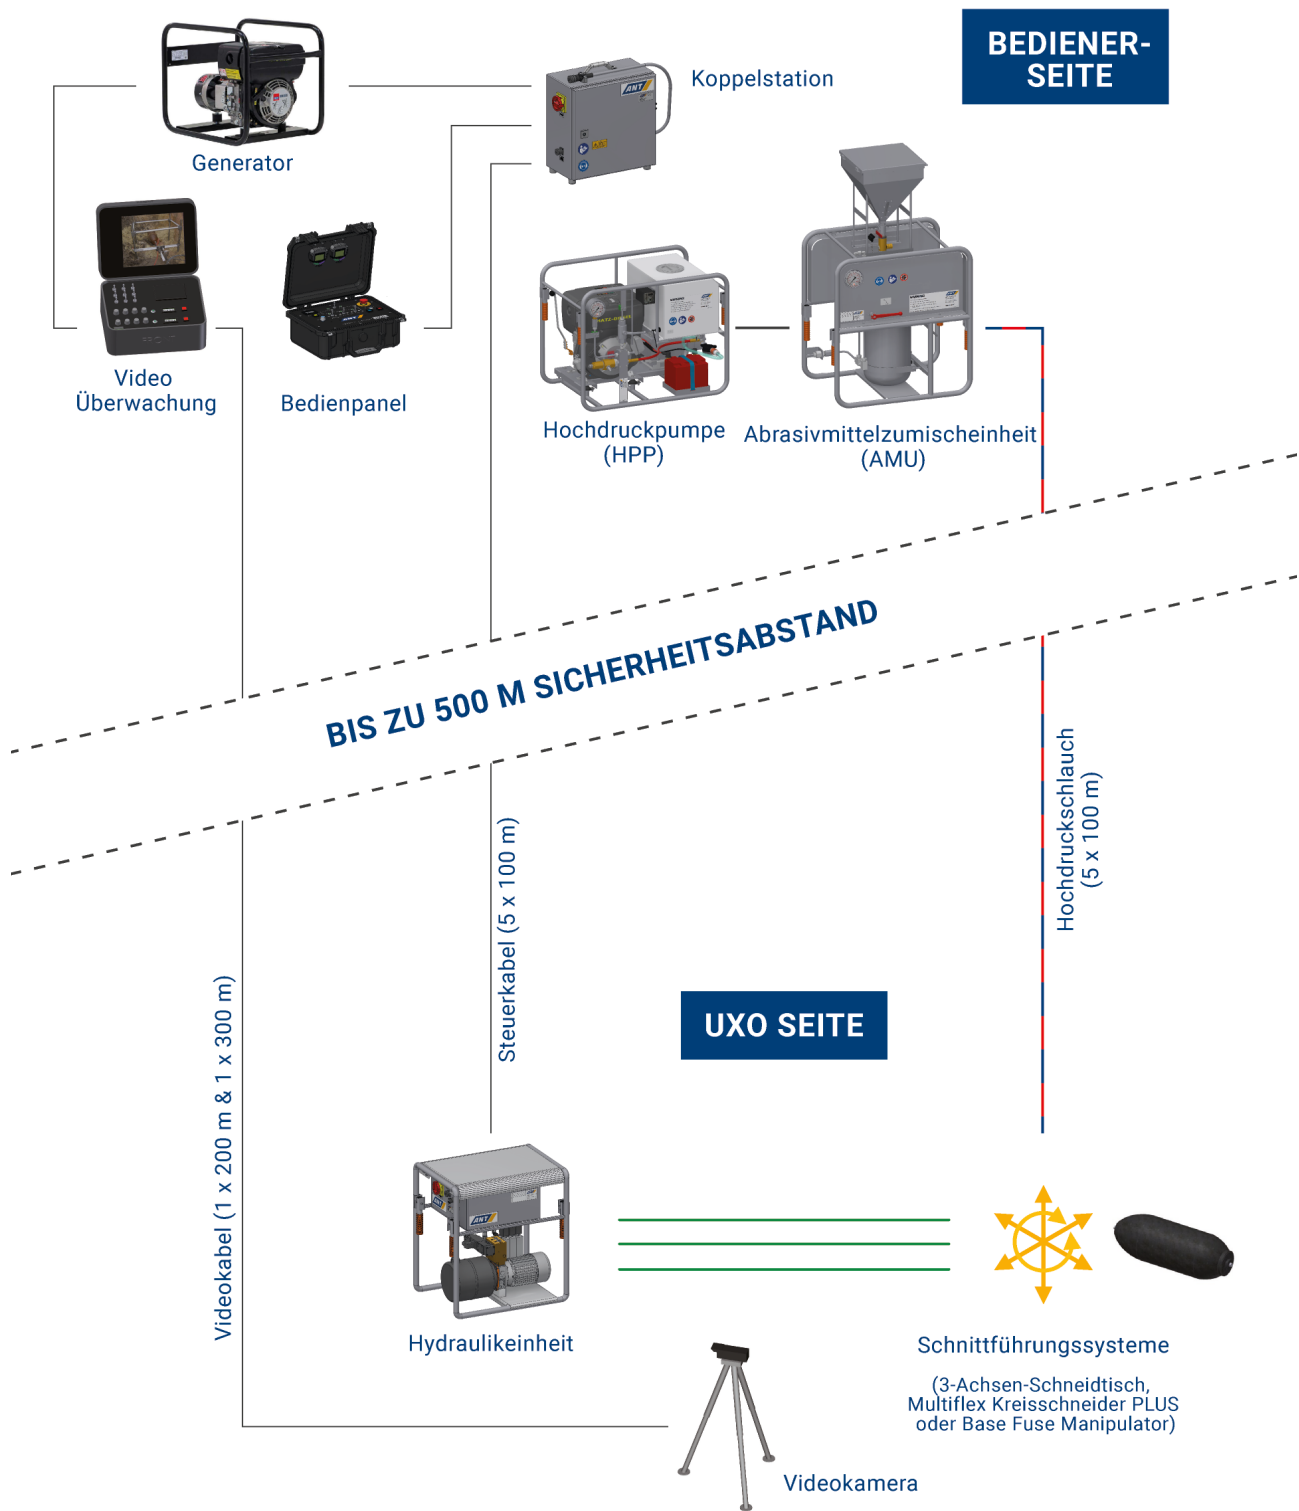 BEDIENER-
SEITE
Koppelstation
ANT
Generator
Video
Überwachung
Bedienpanel
Hochdruckpumpe
(HPP)
Abrasivmittelzumischeinheit
(AMU)
BIS ZU 500 M SICHERHEITSABSTAND
Videokabel (1 x 200 m & 1 x 300 m)
Steuerkabel (5 x 100 m)
Hochdruckschlauch
(5 x 100 m)
UXO SEITE
ANT
Hydraulikeinheit
Schnittführungssysteme
(3-Achsen-Schneidtisch,
Multiflex Kreisschneider PLUS
oder Base Fuse Manipulator)
Videokamera